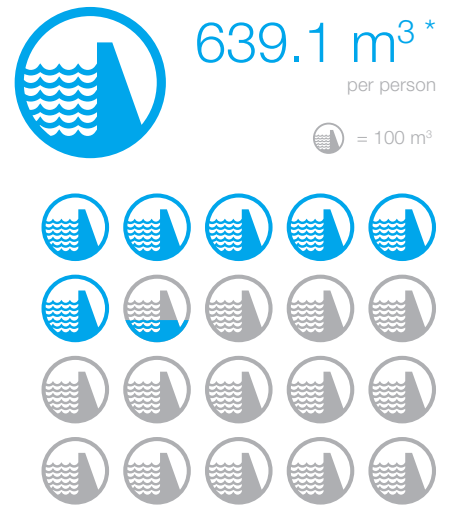 639.1 m³ *
per person
= 100 m³